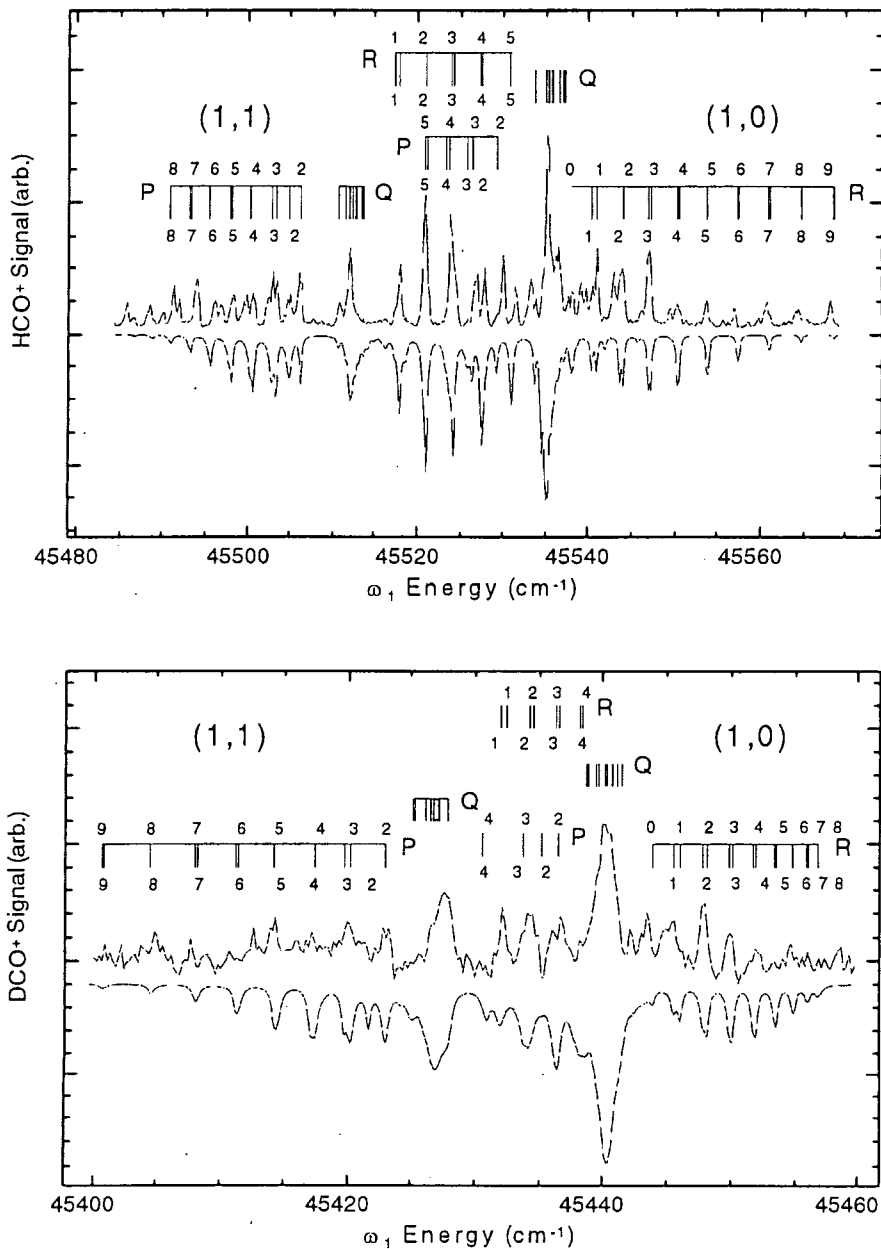 1 2 3 4 5
R
Q
1 2 3 4 5
(1,1)
(1,0)
5 4 3 2
P
5 4 3 2
8 7 6 5 4 3 2
Q
0 1 2 3 4 5 6 7 8 9
P
R
8 7 6 5 4 3 2
1 2 3 4 5 6 7 8 9
HCO+ Signal (arb.)
45480 45500 45520 45540 45560
ω1 Energy (cm-1)
1 2 3 4
R
(1,1)
(1,0)
1 2 3 4
Q
Q
9 8 7 6 5 4 3 2
P
4 3 2
P
0 1 2 3 4 5 6 7 8
R
9 8 7 6 5 4 3 2
4 3 2
1 2 3 4 5 6 7 8
DCO+ Signal (arb.)
45400 45420 45440 45460
ω1 Energy (cm-1)